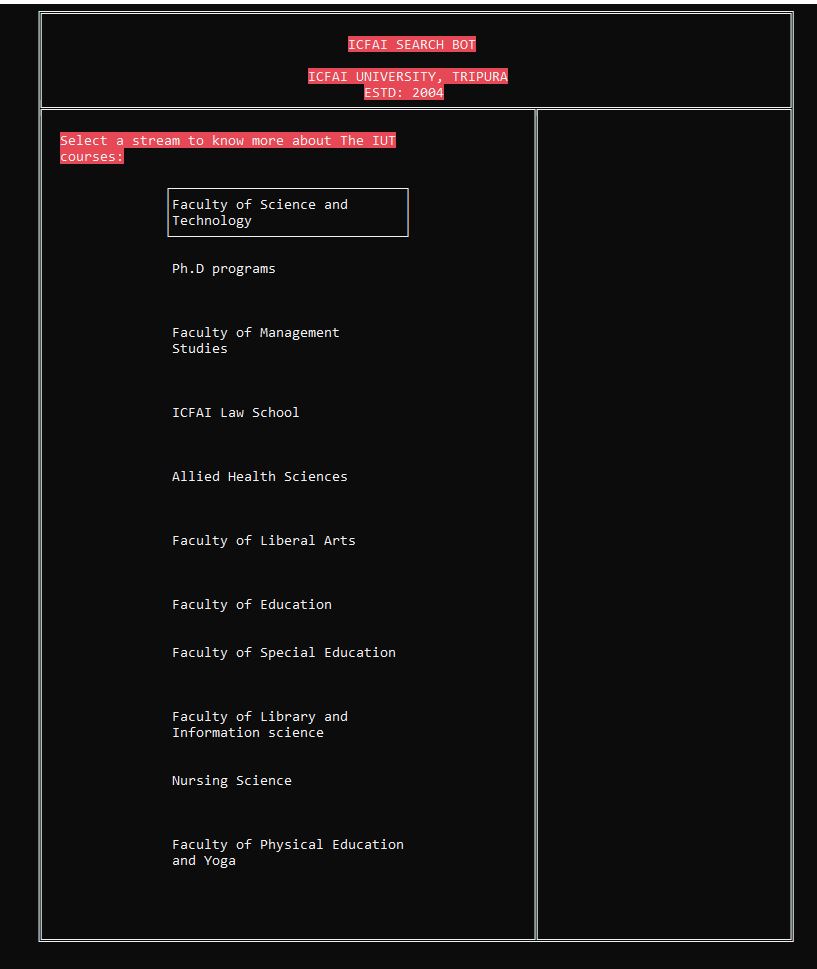 ICFAI SEARCH BOT
ICFAI UNIVERSITY, TRIPURA
ESTD: 2004
Select a stream to know more about The IUT
courses:
Faculty of Science and
Technology
Ph.D programs
Faculty of Management
Studies
ICFAI Law School
Allied Health Sciences
Faculty of Liberal Arts
Faculty of Education
Faculty of Special Education
Faculty of Library and
Information science
Nursing Science
Faculty of Physical Education
and Yoga